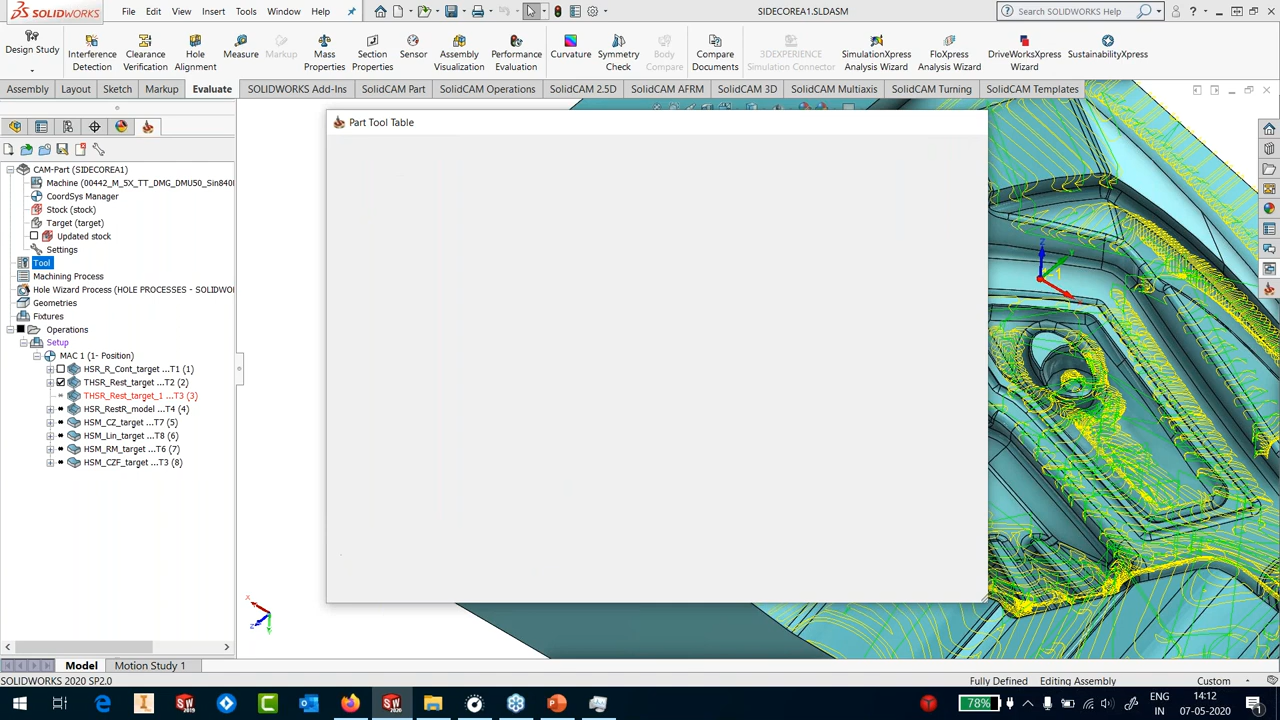 SOLIDWORKS File Edit View Insert Tools Window Help SIDECOREA1.SLDASM Search SOLIDWORKS Help
Design Study
Interference Detection
Clearance Verification
Hole Alignment
Measure
Markup
Mass Properties
Section Properties
Sensor
Assembly Visualization
Performance Evaluation
Curvature
Symmetry Check
Body Compare
Compare Documents
3DEXPERIENCE Simulation Connector
SimulationXpress Analysis Wizard
FloXpress Analysis Wizard
DriveWorksXpress Wizard
SustainabilityXpress
Assembly Layout Sketch Markup Evaluate SOLIDWORKS Add-Ins SolidCAM Part SolidCAM Operations SolidCAM 2.5D SolidCAM AFRM SolidCAM 3D SolidCAM Multiaxis SolidCAM Turning SolidCAM Templates
Part Tool Table
CAM-Part (SIDECOREA1)
Machine (00442_M_5X_TT_DMG_DMU50_Sin840
CoordSys Manager
Stock (stock)
Target (target)
Updated stock
Settings
Tool
Machining Process
Hole Wizard Process (HOLE PROCESSES - SOLIDWO
Geometries
Fixtures
Operations
Setup
MAC 1 (1- Position)
HSR_R_Cont_target ...T1 (1)
THSR_Rest_target ...T2 (2)
THSR_Rest_target_1 ...T3 (3)
HSR_RestR_model ...T4 (4)
HSM_CZ_target ...T7 (5)
HSM_Lin_target ...T8 (6)
HSM_RM_target ...T6 (7)
HSM_CZF_target ...T3 (8)
Z
Y
X
Z
Model Motion Study 1
SOLIDWORKS 2020 SP2.0 Fully Defined Editing Assembly Custom
78% ENG 14:12
IN 07-05-2020